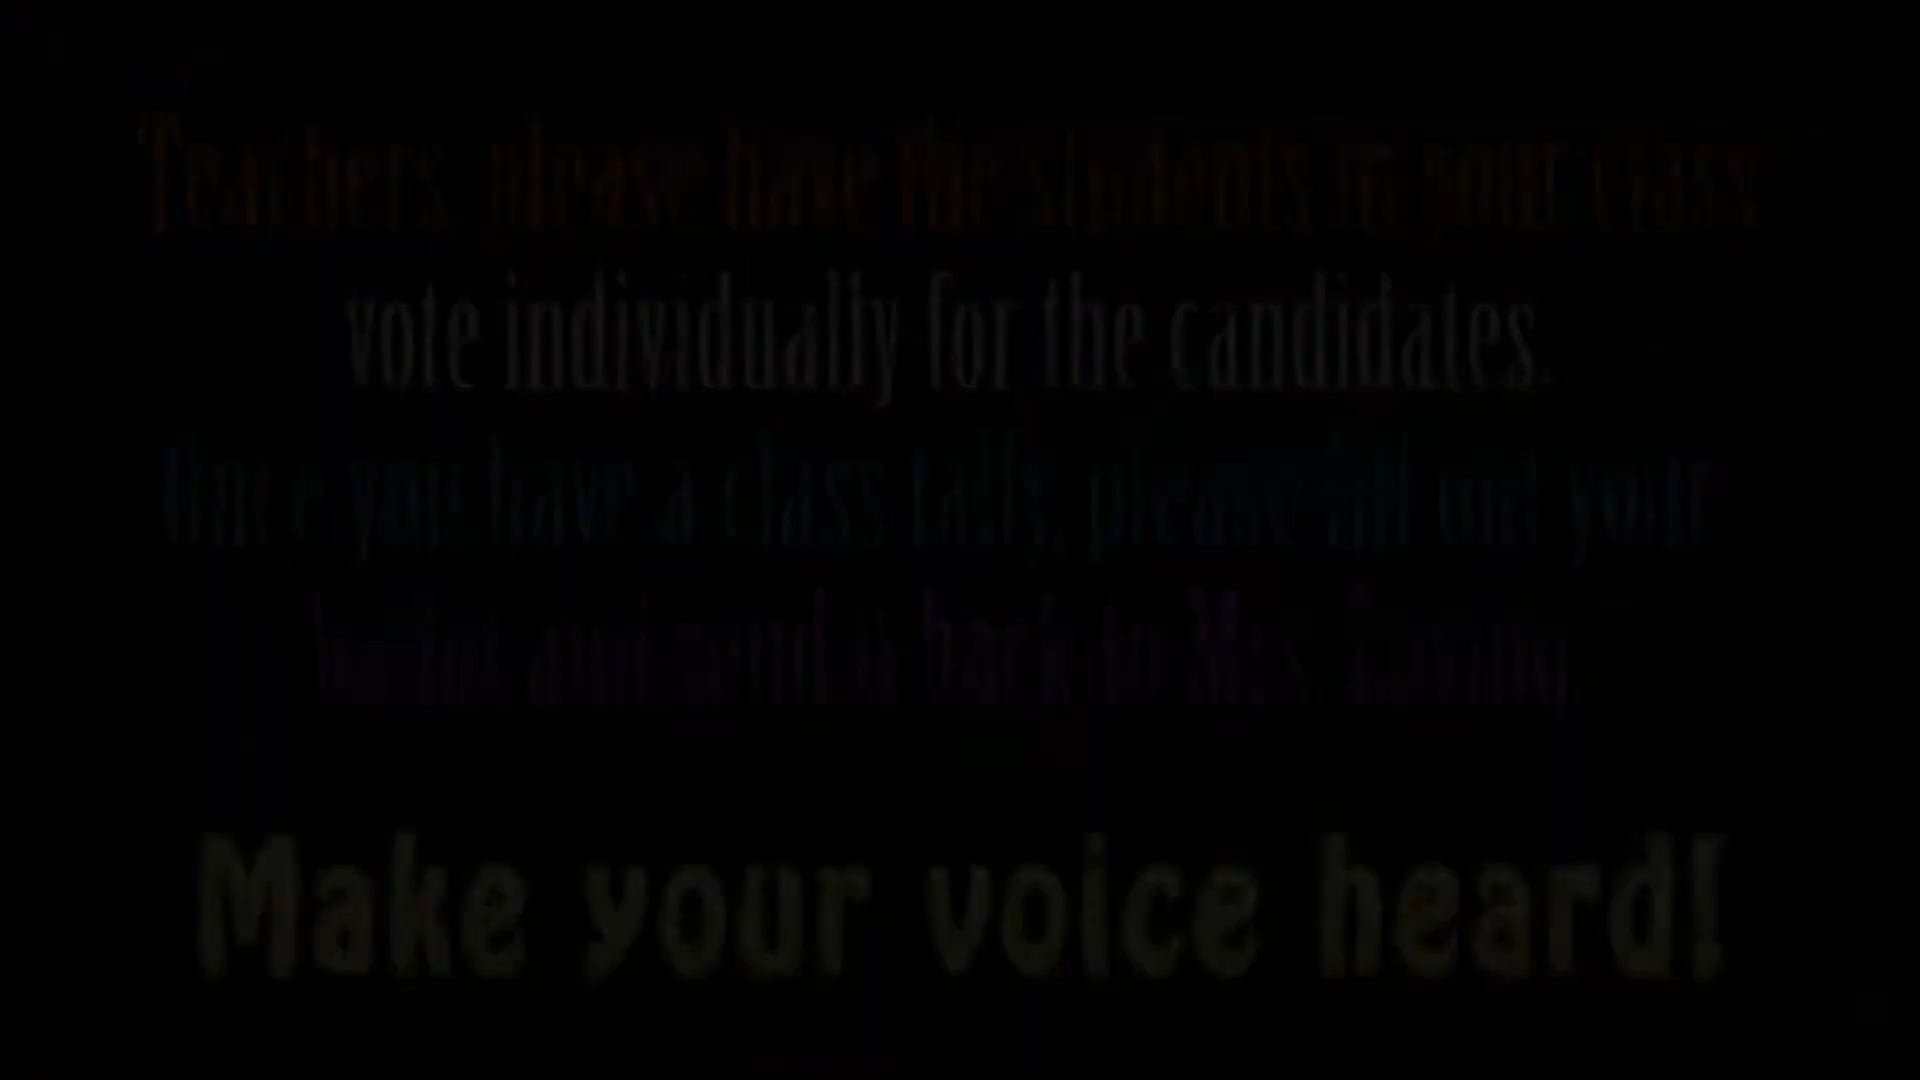 Teachers, please have the students in your class
vote individually for the candidates.
Once you have a class tally, please fill out your
and send it back to Mrs.
Make your voice heard!